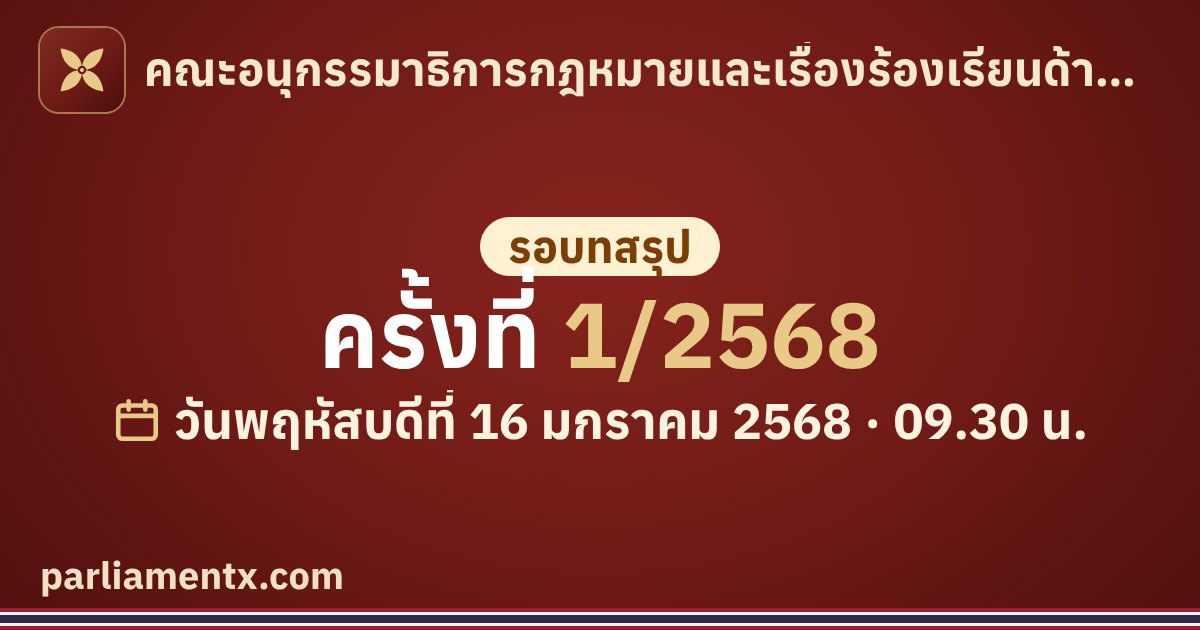 คณะอนุกรรมาธิการกฎหมายและเรื่องร้องเรียนด้า...
รอบทสรุป
ครั้งที่ 1/2568
วันพฤหัสบดีที่ 16 มกราคม 2568 · 09.30 น.
parliamentx.com